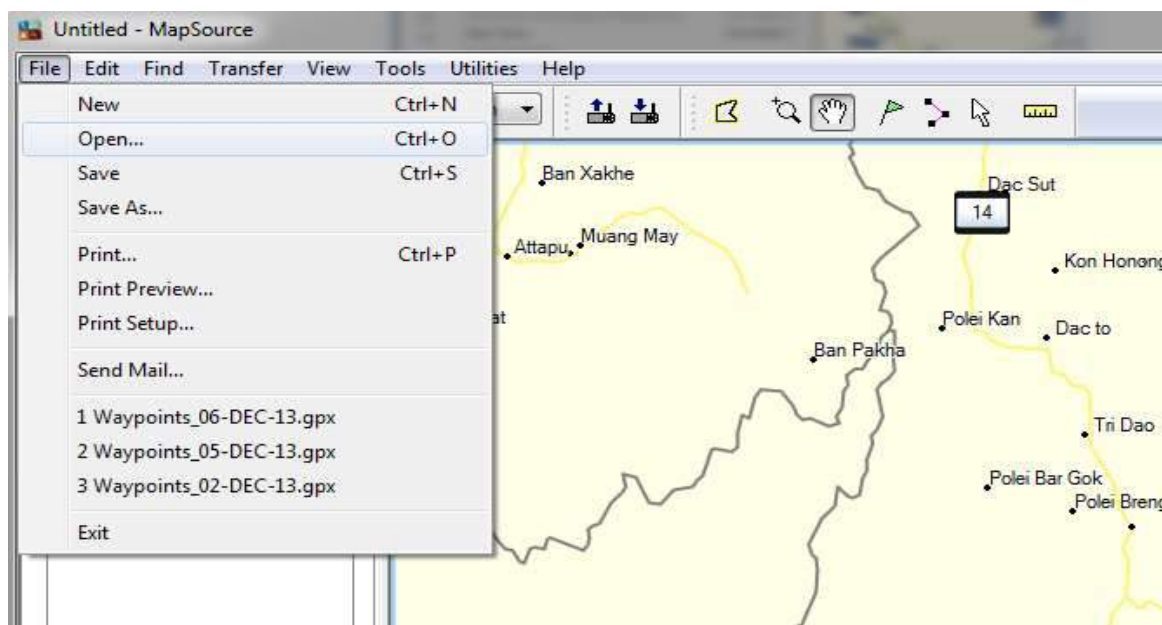 Untitled - MapSource
File Edit Find Transfer View Tools Utilities Help
New Ctrl+N
Open... Ctrl+O
Save Ctrl+S
Save As...
Print... Ctrl+P
Print Preview...
Print Setup...
Send Mail...
1 Waypoints_06-DEC-13.gpx
2 Waypoints_05-DEC-13.gpx
3 Waypoints_02-DEC-13.gpx
Exit
Ban Xakhe
Dac Sut
14
Muang May
Attapu
Kon Honong
at
Polei Kan
Dac to
Ban Pakha
Tri Dao
Polei Bar Gok
Polei Breng